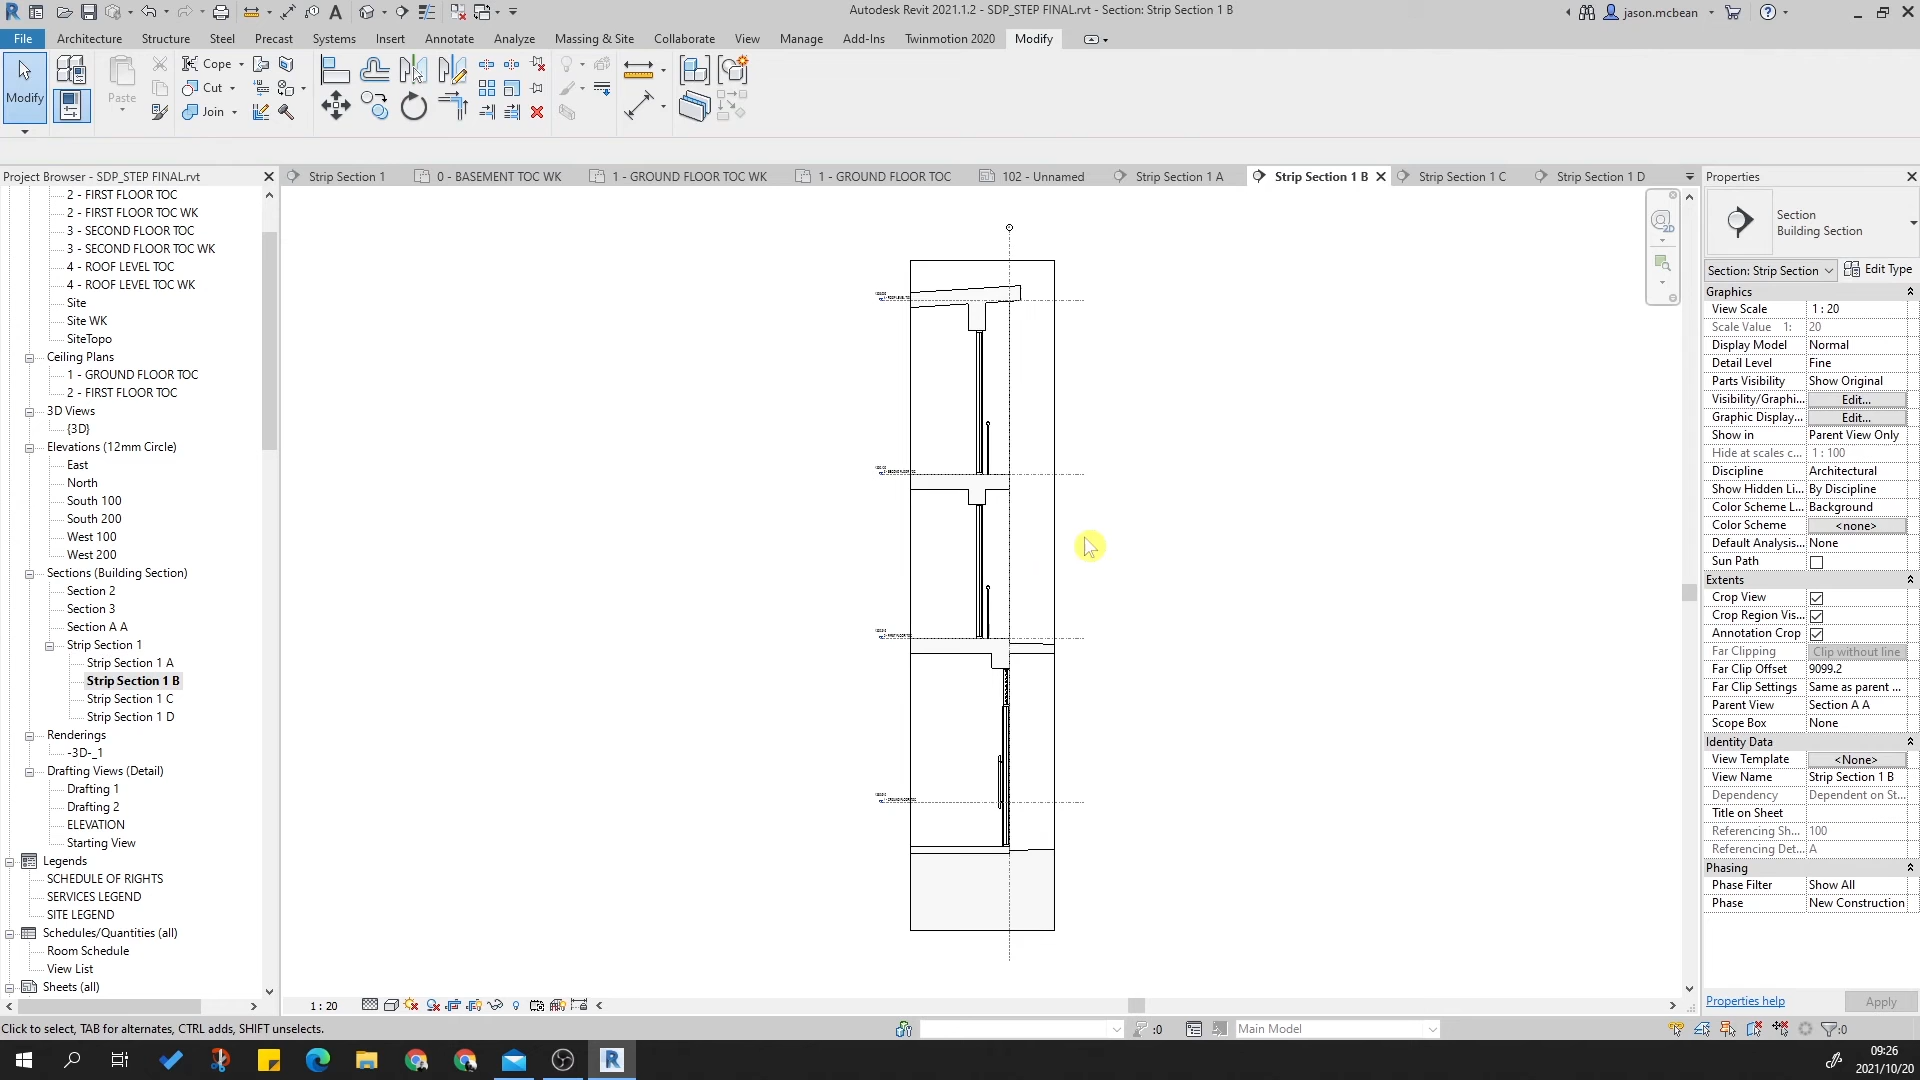 Autodesk Revit 2021.1.2 - SDP_STEP FINAL.rvt - Section: Strip Section 1 B
jason.mcbean
File Architecture Structure Steel Precast Systems Insert Annotate Analyze Massing & Site Collaborate View Manage Add-Ins Twinmotion 2020 Modify
Modify
Paste
Cope
Cut
Join
Project Browser - SDP_STEP FINAL.rvt
Strip Section 1 0 - BASEMENT TOC WK 1 - GROUND FLOOR TOC WK 1 - GROUND FLOOR TOC 102 - Unnamed Strip Section 1 A Strip Section 1 B Strip Section 1 C Strip Section 1 D
2 - FIRST FLOOR TOC
2 - FIRST FLOOR TOC WK
3 - SECOND FLOOR TOC
3 - SECOND FLOOR TOC WK
4 - ROOF LEVEL TOC
4 - ROOF LEVEL TOC WK
Site
Site WK
SiteTopo
Ceiling Plans
1 - GROUND FLOOR TOC
2 - FIRST FLOOR TOC
3D Views
{3D}
Elevations (12mm Circle)
East
North
South 100
South 200
West 100
West 200
Sections (Building Section)
Section 2
Section 3
Section A A
Strip Section 1
Strip Section 1 A
Strip Section 1 B
Strip Section 1 C
Strip Section 1 D
Renderings
-3D-_1
Drafting Views (Detail)
Drafting 1
Drafting 2
ELEVATION
Starting View
Legends
SCHEDULE OF RIGHTS
SERVICES LEGEND
SITE LEGEND
Schedules/Quantities (all)
Room Schedule
View List
Sheets (all)
2D
1 : 20
Properties
Section
Building Section
Section: Strip Section
Edit Type
Graphics
View Scale 1 : 20
Scale Value 1: 20
Display Model Normal
Detail Level Fine
Parts Visibility Show Original
Visibility/Graphi... Edit...
Graphic Display... Edit...
Show in Parent View Only
Hide at scales c... 1 : 100
Discipline Architectural
Show Hidden Li... By Discipline
Color Scheme L... Background
Color Scheme <none>
Default Analysis... None
Sun Path
Extents
Crop View
Crop Region Vis...
Annotation Crop
Far Clipping Clip without line
Far Clip Offset 9099.2
Far Clip Settings Same as parent ...
Parent View Section A A
Scope Box None
Identity Data
View Template <None>
View Name Strip Section 1 B
Dependency Dependent on St...
Title on Sheet
Referencing Sh... 100
Referencing Det... A
Phasing
Phase Filter Show All
Phase New Construction
Properties help
Apply
Click to select, TAB for alternates, CTRL adds, SHIFT unselects.
:0
Main Model
:0
09:26
2021/10/20